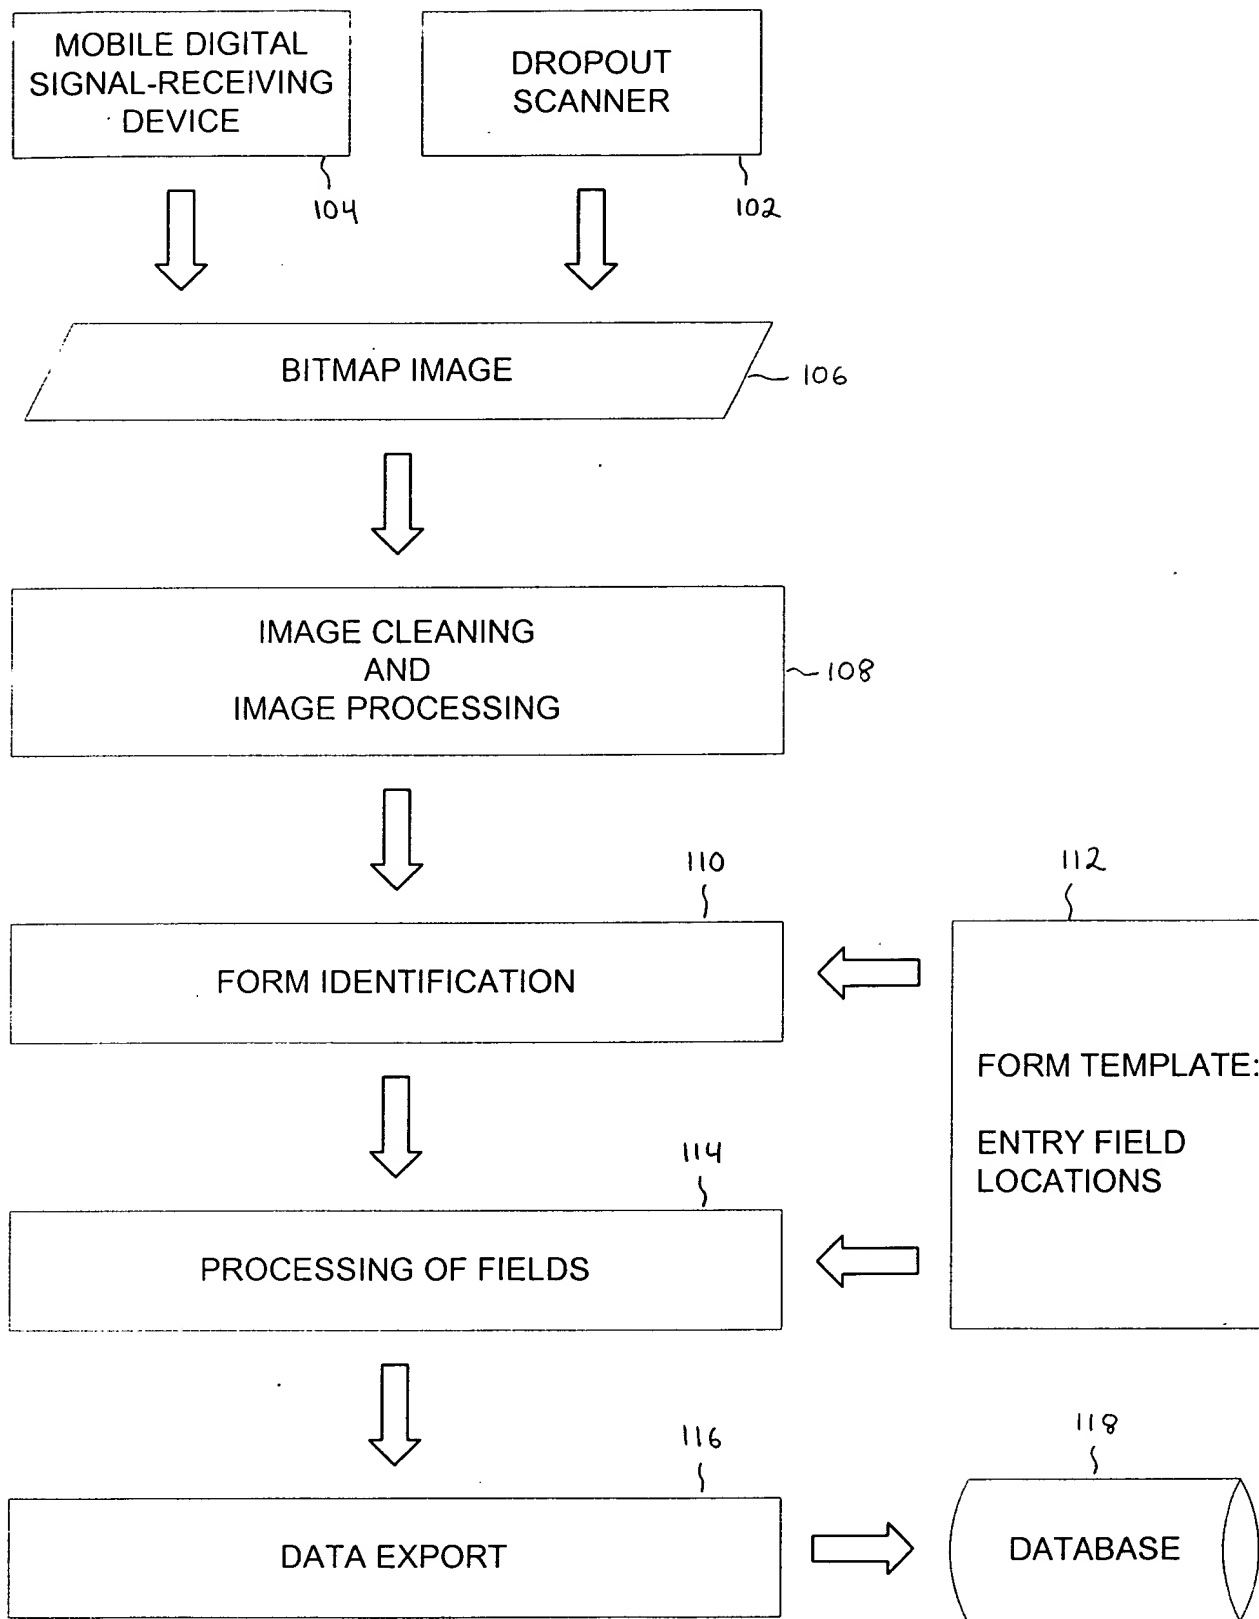 MOBILE DIGITAL
SIGNAL-RECEIVING
DEVICE
104
DROPOUT
SCANNER
102
BITMAP IMAGE
106
IMAGE CLEANING
AND
IMAGE PROCESSING
108
110
FORM IDENTIFICATION
112
FORM TEMPLATE:
ENTRY FIELD
LOCATIONS
114
PROCESSING OF FIELDS
116
DATA EXPORT
118
DATABASE